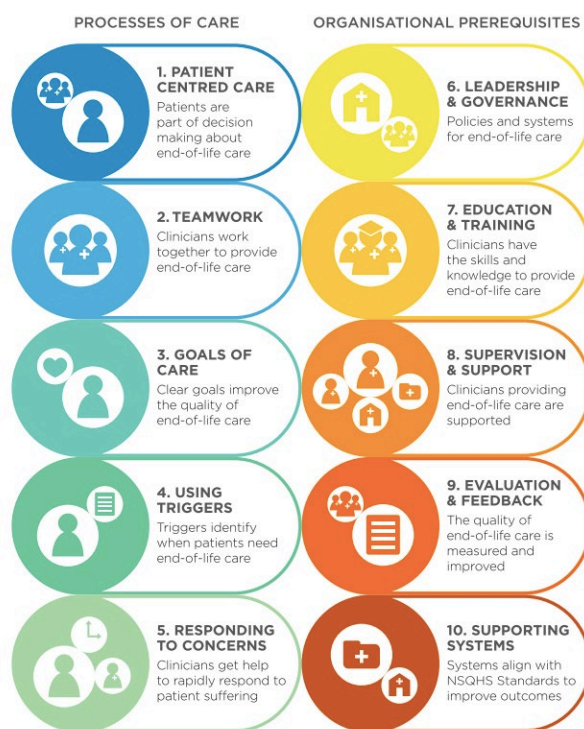 PROCESSES OF CARE
1. PATIENT
CENTRED CARE
Patients are
part of decision
making about
end-of-life care
2. TEAMWORK
Clinicians work
together to provide
end-of-life care
3. GOALS OF
CARE
Clear goals improve
the quality of
end-of-life care
4. USING
TRIGGERS
Triggers identify
when patients need
end-of-life care
5. RESPONDING
TO CONCERNS
Clinicians get help
to rapidly respond to
patient suffering
ORGANISATIONAL PREREQUISITES
6. LEADERSHIP
& GOVERNANCE
Policies and systems
for end-of-life care
7. EDUCATION
& TRAINING
Clinicians have
the skills and
knowledge to provide
end-of-life care
8. SUPERVISION
& SUPPORT
Clinicians providing
end-of-life care are
supported
9. EVALUATION
& FEEDBACK
The quality of
end-of-life care is
measured and
improved
10. SUPPORTING
SYSTEMS
Systems align with
NSQHS Standards to
improve outcomes